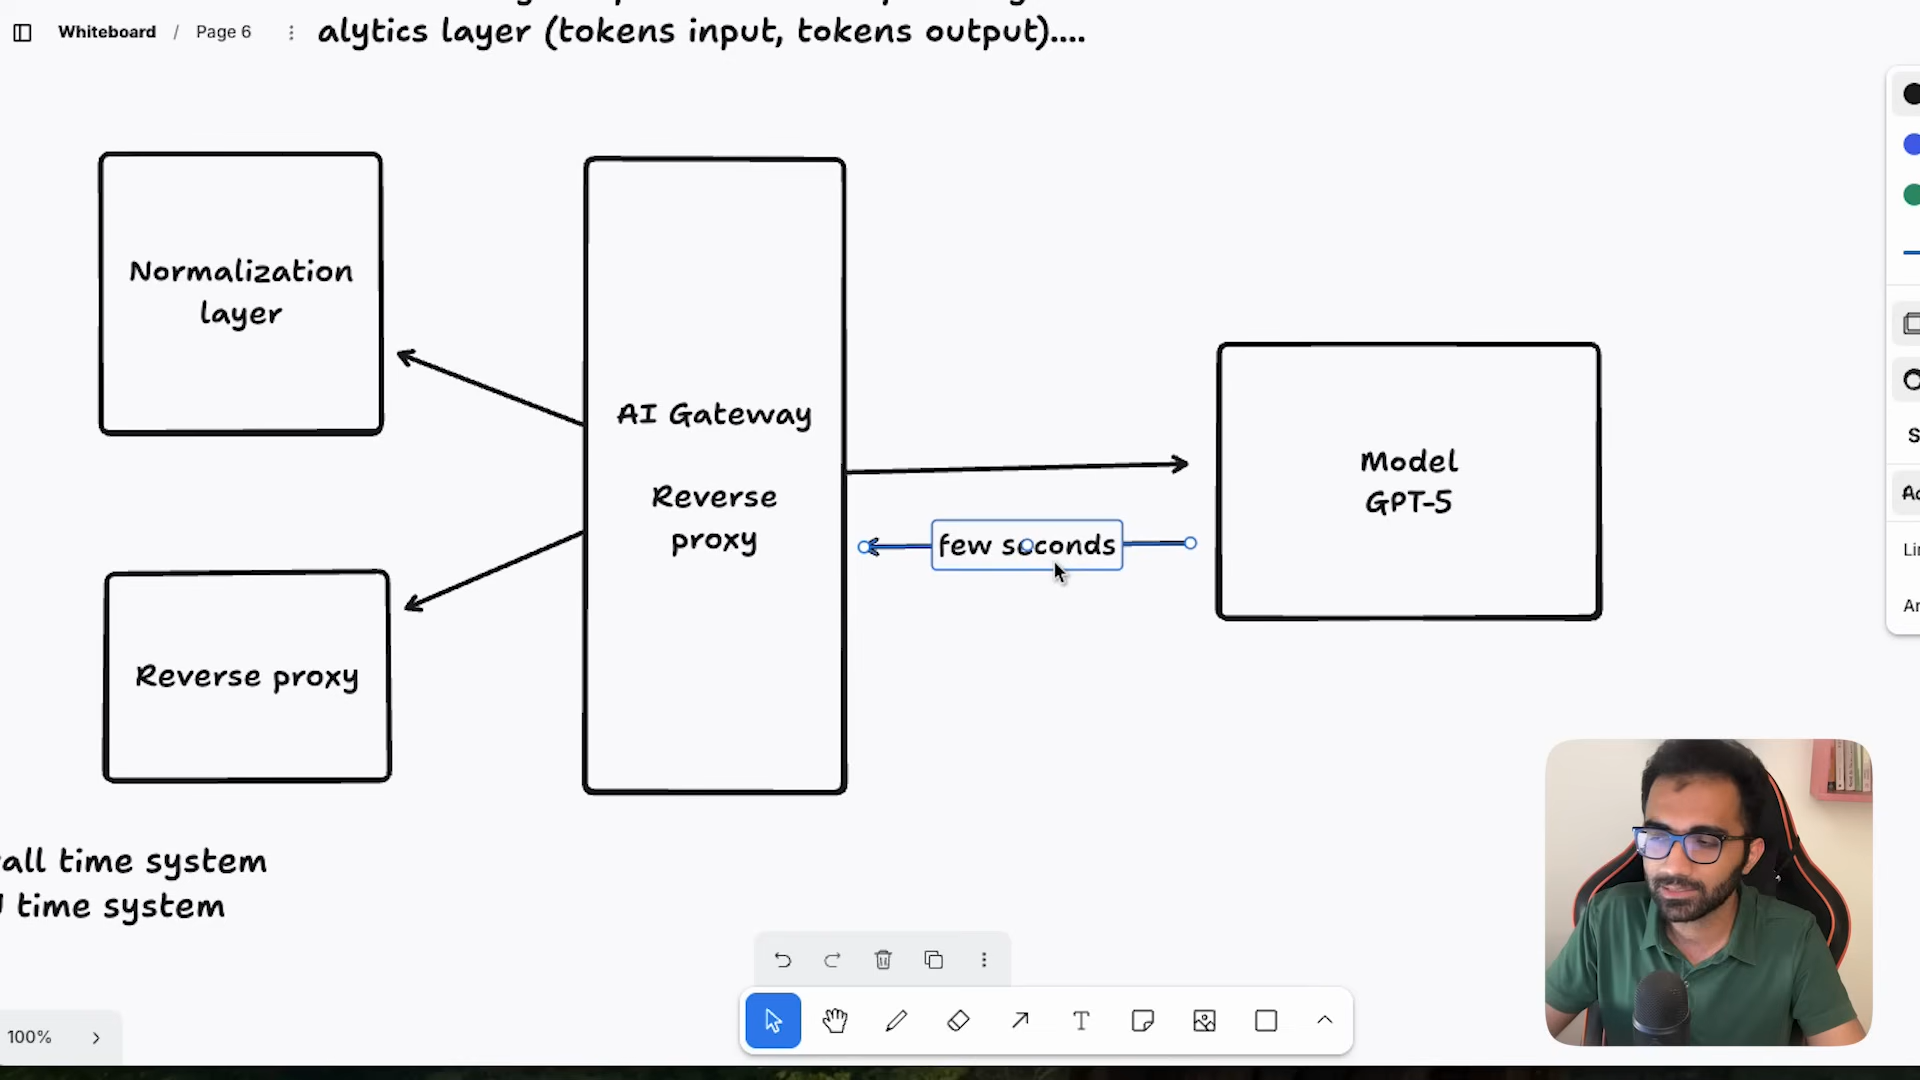 Whiteboard / Page 6
alytics layer (tokens input, tokens output)....
Normalization
layer
AI Gateway
Reverse
proxy
Model
GPT-5
few seconds
Reverse proxy
all time system
time system
100%